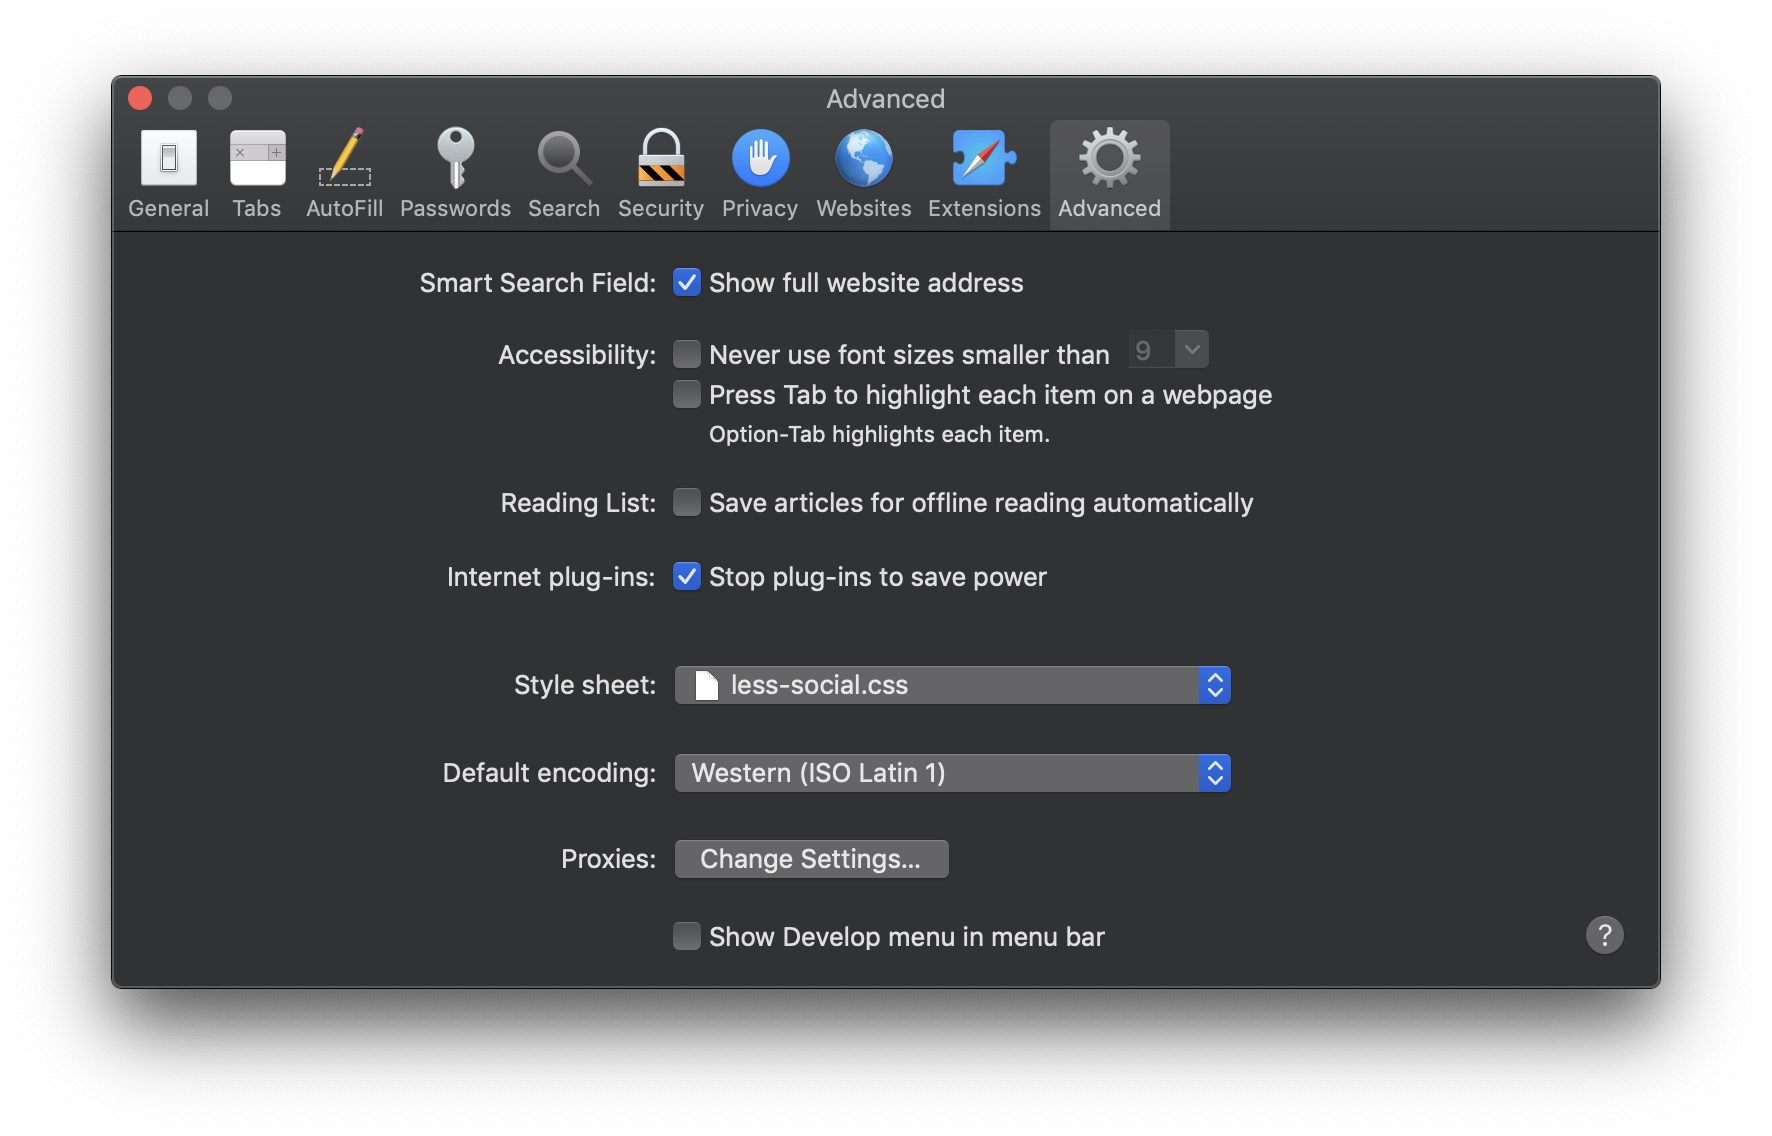 Advanced
General Tabs AutoFill Passwords Search Security Privacy Websites Extensions Advanced
Smart Search Field: Show full website address
Accessibility: Never use font sizes smaller than 9
Press Tab to highlight each item on a webpage
Option-Tab highlights each item.
Reading List: Save articles for offline reading automatically
Internet plug-ins: Stop plug-ins to save power
Style sheet: less-social.css
Default encoding: Western (ISO Latin 1)
Proxies: Change Settings...
Show Develop menu in menu bar ?